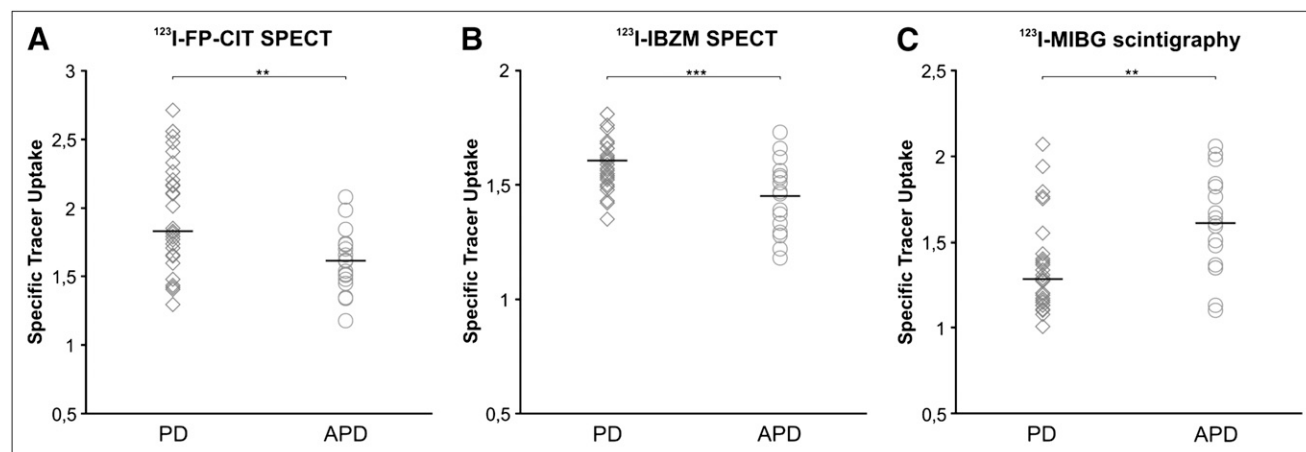 A
¹²³I-FP-CIT SPECT
**
3
2,5
2
1,5
1
0,5
Specific Tracer Uptake
PD
APD
B
¹²³I-IBZM SPECT
***
2
1,5
1
0,5
Specific Tracer Uptake
PD
APD
C
¹²³I-MIBG scintigraphy
**
2,5
2
1,5
1
0,5
Specific Tracer Uptake
PD
APD